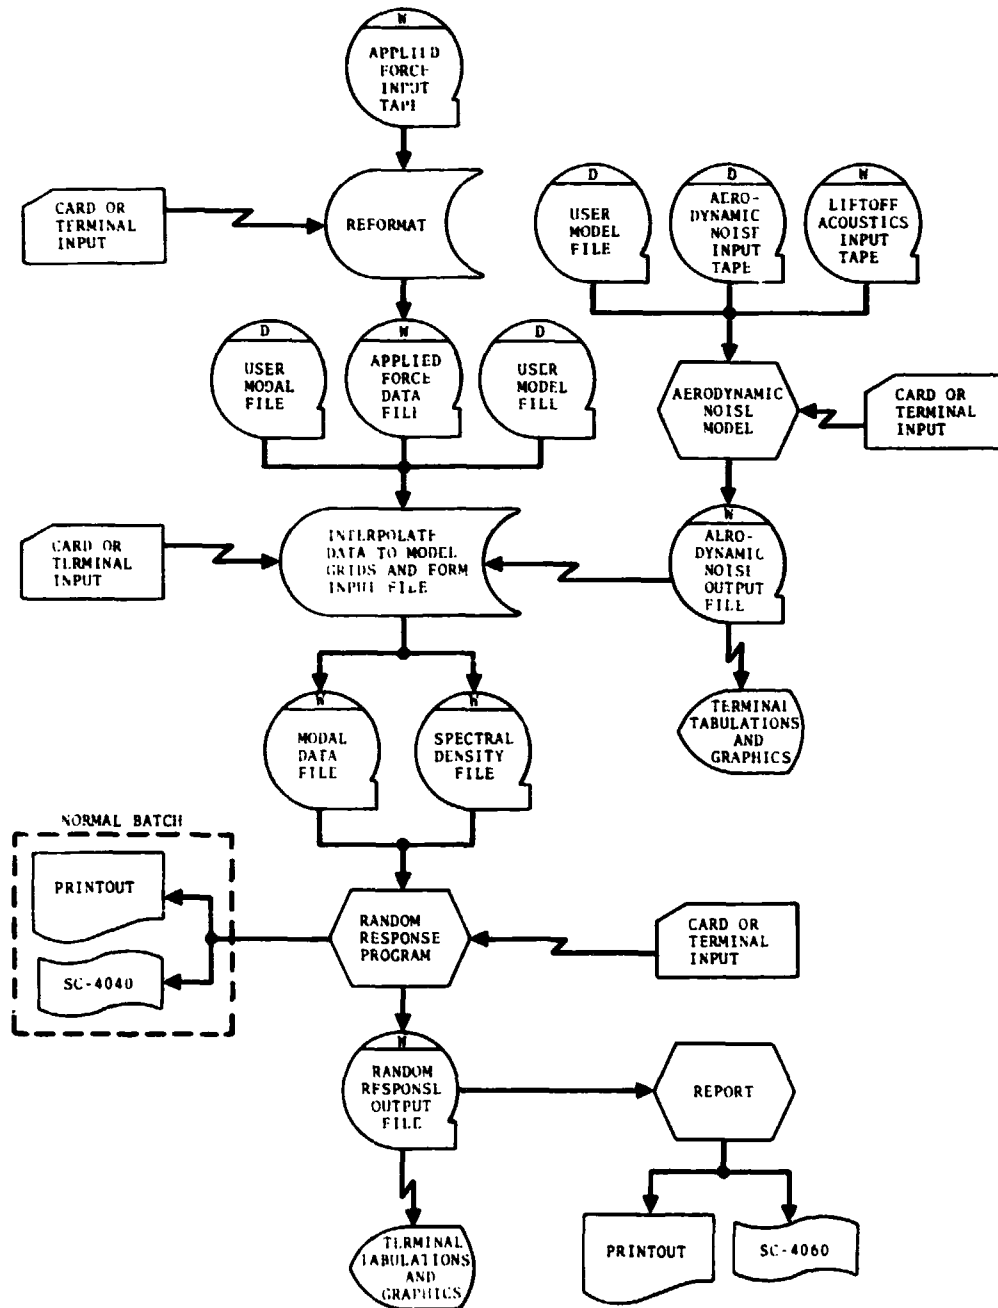 W
APPLIED
FORCE
INPUT
TAPE
CARD OR
TERMINAL
INPUT
REFORMAT
D
USER
MODEL
FILE
D
AERO-
DYNAMIC
NOISE
INPUT
TAPE
W
LIFTOFF
ACOUSTICS
INPUT
TAPE
D
USER
MODAL
FILE
W
APPLIED
FORCE
DATA
FILE
D
USER
MODEL
FILE
AERODYNAMIC
NOISE
MODEL
CARD OR
TERMINAL
INPUT
CARD OR
TERMINAL
INPUT
INTERPOLATE
DATA TO MODEL
GRIDS AND FORM
INPUT FILE
W
AERO-
DYNAMIC
NOISE
OUTPUT
FILE
W
MODAL
DATA
FILE
W
SPECTRAL
DENSITY
FILE
TERMINAL
TABULATIONS
AND
GRAPHICS
NORMAL BATCH
PRINTOUT
SC-4040
RANDOM
RESPONSE
PROGRAM
CARD OR
TERMINAL
INPUT
W
RANDOM
RESPONSE
OUTPUT
FILE
REPORT
TERMINAL
TABULATIONS
AND
GRAPHICS
PRINTOUT
SC-4060